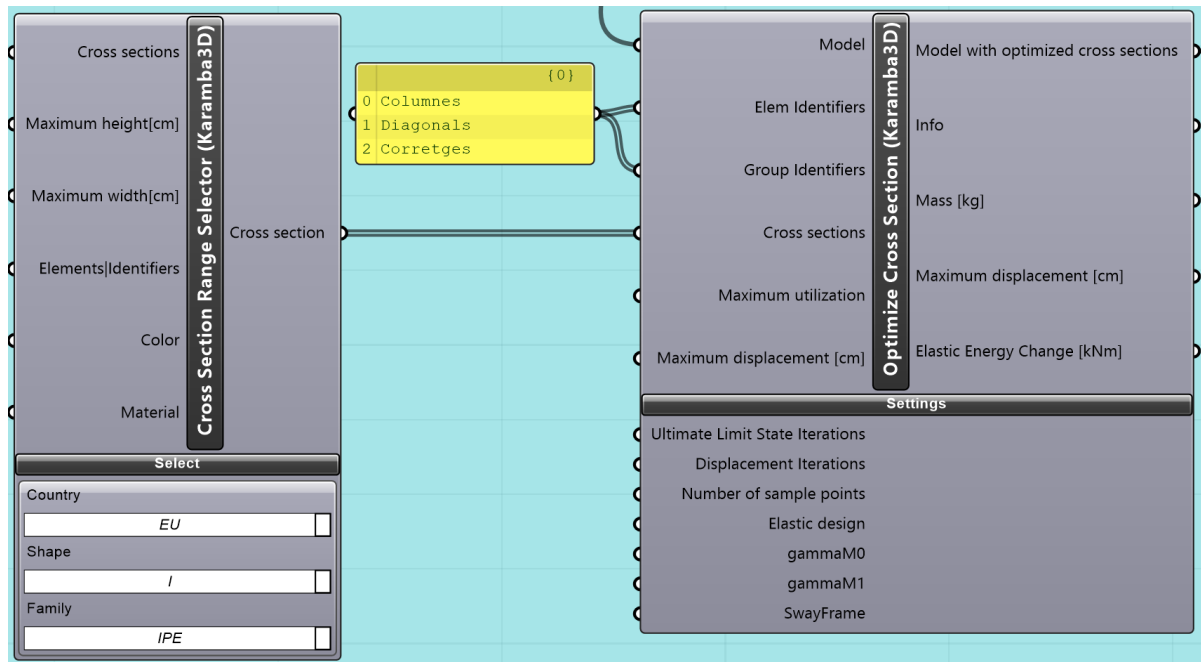 Cross sections
Maximum height[cm]
Maximum width[cm]
Elements|Identifiers
Color
Material
Cross Section Range Selector (Karamba3D)
Cross section
Select
Country
EU
Shape
I
Family
IPE
{0}
0 Columnes
1 Diagonals
2 Corretges
Model
Elem Identifiers
Group Identifiers
Cross sections
Maximum utilization
Maximum displacement [cm]
Optimize Cross Section (Karamba3D)
Model with optimized cross sections
Info
Mass [kg]
Maximum displacement [cm]
Elastic Energy Change [kNm]
Settings
Ultimate Limit State Iterations
Displacement Iterations
Number of sample points
Elastic design
gammaM0
gammaM1
SwayFrame